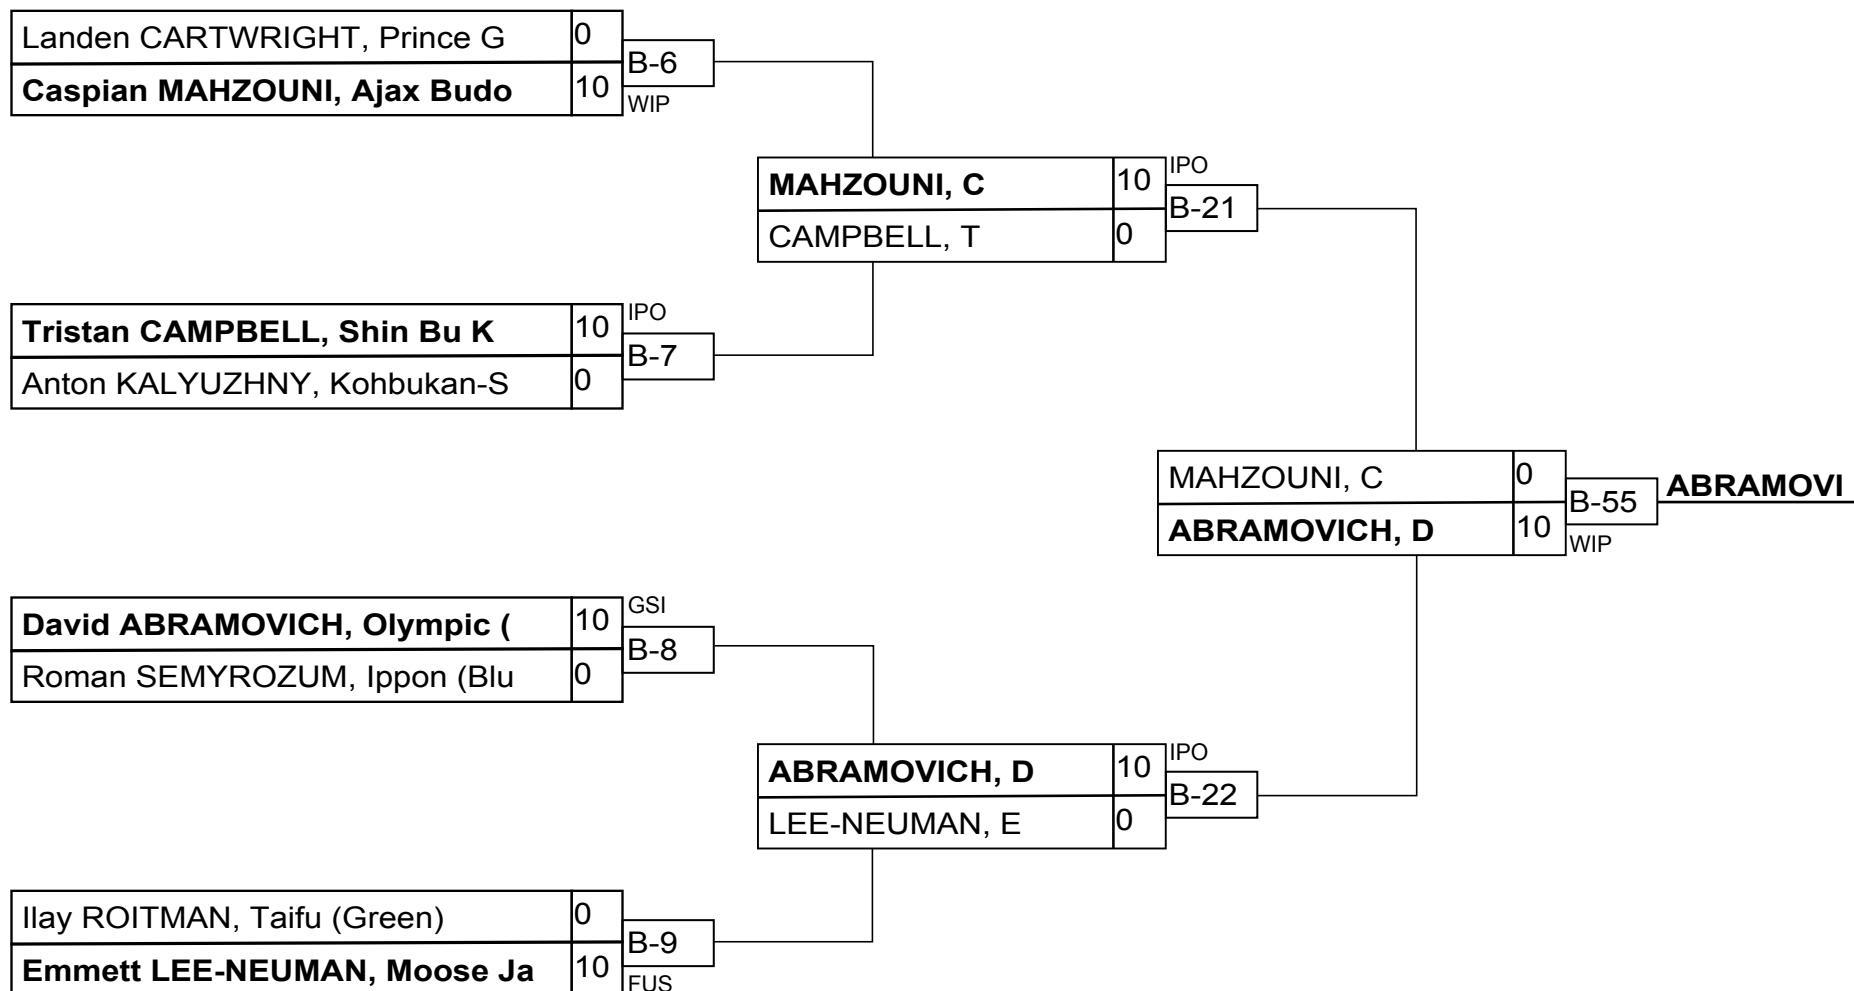 Landen CARTWRIGHT, Prince G 0
B-6
Caspian MAHZOUNI, Ajax Budo 10
WIP
MAHZOUNI, C 10
IPO
B-21
CAMPBELL, T 0
Tristan CAMPBELL, Shin Bu K 10
IPO
B-7
Anton KALYUZHNY, Kohbukan-S 0
MAHZOUNI, C 0
B-55
ABRAMOVI
ABRAMOVICH, D 10
WIP
David ABRAMOVICH, Olympic ( 10
GSI
B-8
Roman SEMYROZUM, Ippon (Blu 0
ABRAMOVICH, D 10
IPO
B-22
LEE-NEUMAN, E 0
Ilay ROITMAN, Taifu (Green) 0
B-9
Emmett LEE-NEUMAN, Moose Ja 10
FUS